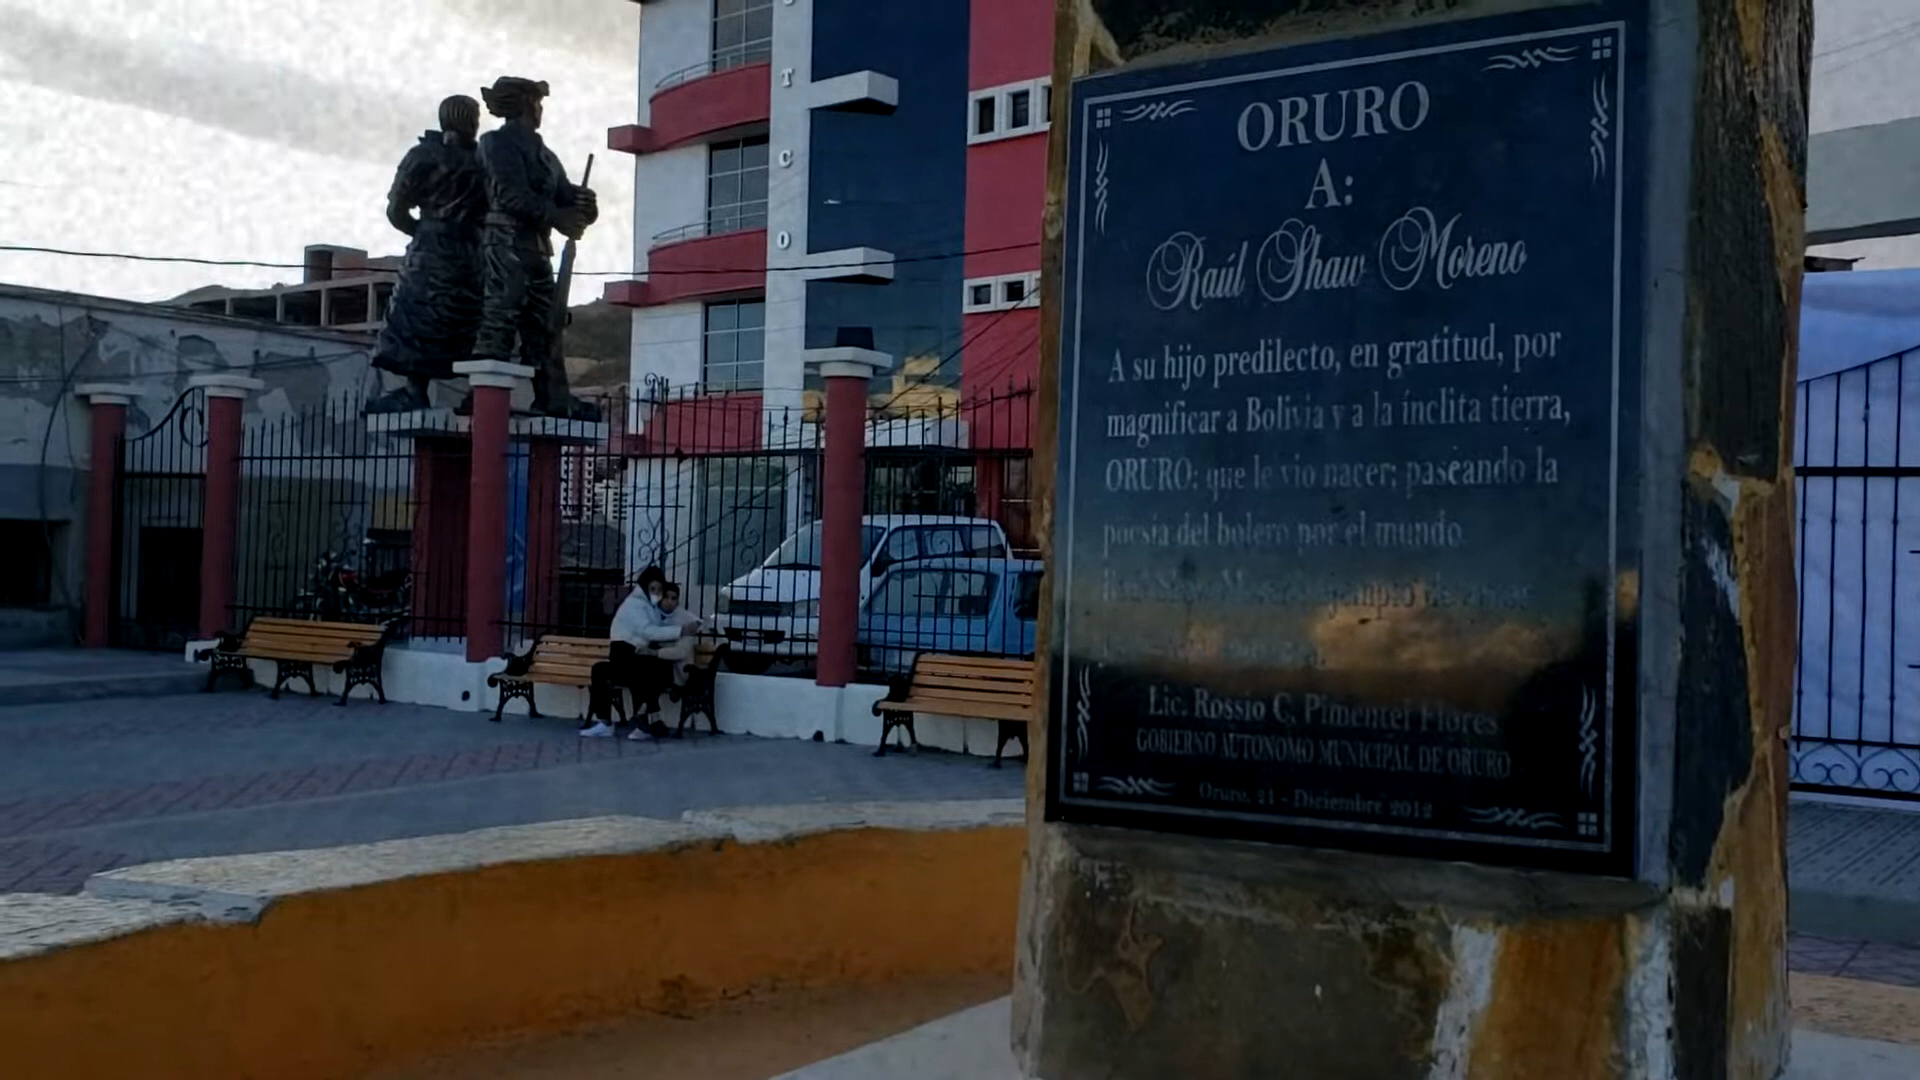 T
C
O
ORURO
A:
Raúl Shaw Moreno
A su hijo predilecto, en gratitud, por
magnificar a Bolivia y a la ínclita tierra,
ORURO: que le vio nacer; paseando la
poesía del bolero por el mundo.
Lic. Rossio C. Pimentel Flores
GOBIERNO AUTONOMO MUNICIPAL DE ORURO
Oruro, 21 - Diciembre 2012